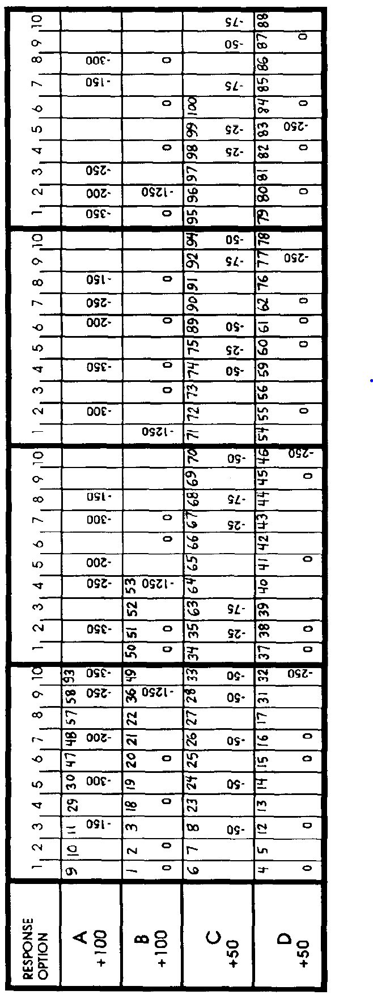 RESPONSE 1 2 3 4 5 6 7 8 9 10 1 2 3 4 5 6 7 8 9 10 1 2 3 4 5 6 7 8 9 10 1 2 3 4 5 6 7 8 9 10
OPTION
A 9 10 11 29 30 47 48 57 58 93
+100 -150 -300 -200 -250 -350 -350 -250 -200 -300 -150 -300 -350 -200 -250 -150 -350 -200 -250 -150 -300
B 1 2 3 18 19 20 21 22 36 49 50 51 52 53
+100 0 0 0 0 -1250 0 0 -1250 0 0 -1250 0 0 0 0 0 -1250 0 0 0
C 6 7 8 23 24 25 26 27 28 33 34 35 63 64 65 66 67 68 69 70 71 72 73 74 75 89 90 91 92 94 95 96 97 98 99 100
+50 -50 -50 -50 -50 -50 -25 -75 -25 -75 -50 -50 -25 -50 -75 -50 -25 -25 -75 -50 -75
D 4 5 12 13 14 15 16 17 31 32 37 38 39 40 41 42 43 44 45 46 54 55 56 59 60 61 62 76 77 78 79 80 81 82 83 84 85 86 87 88
+50 0 0 0 0 -250 0 0 0 0 -250 0 0 0 0 -250 0 0 -250 0 0